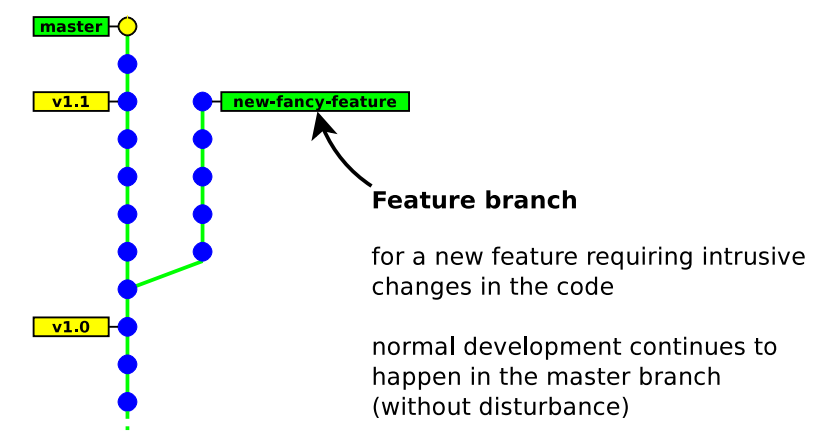 master
v1.1
new-fancy-feature
Feature branch
for a new feature requiring intrusive
changes in the code
v1.0
normal development continues to
happen in the master branch
(without disturbance)